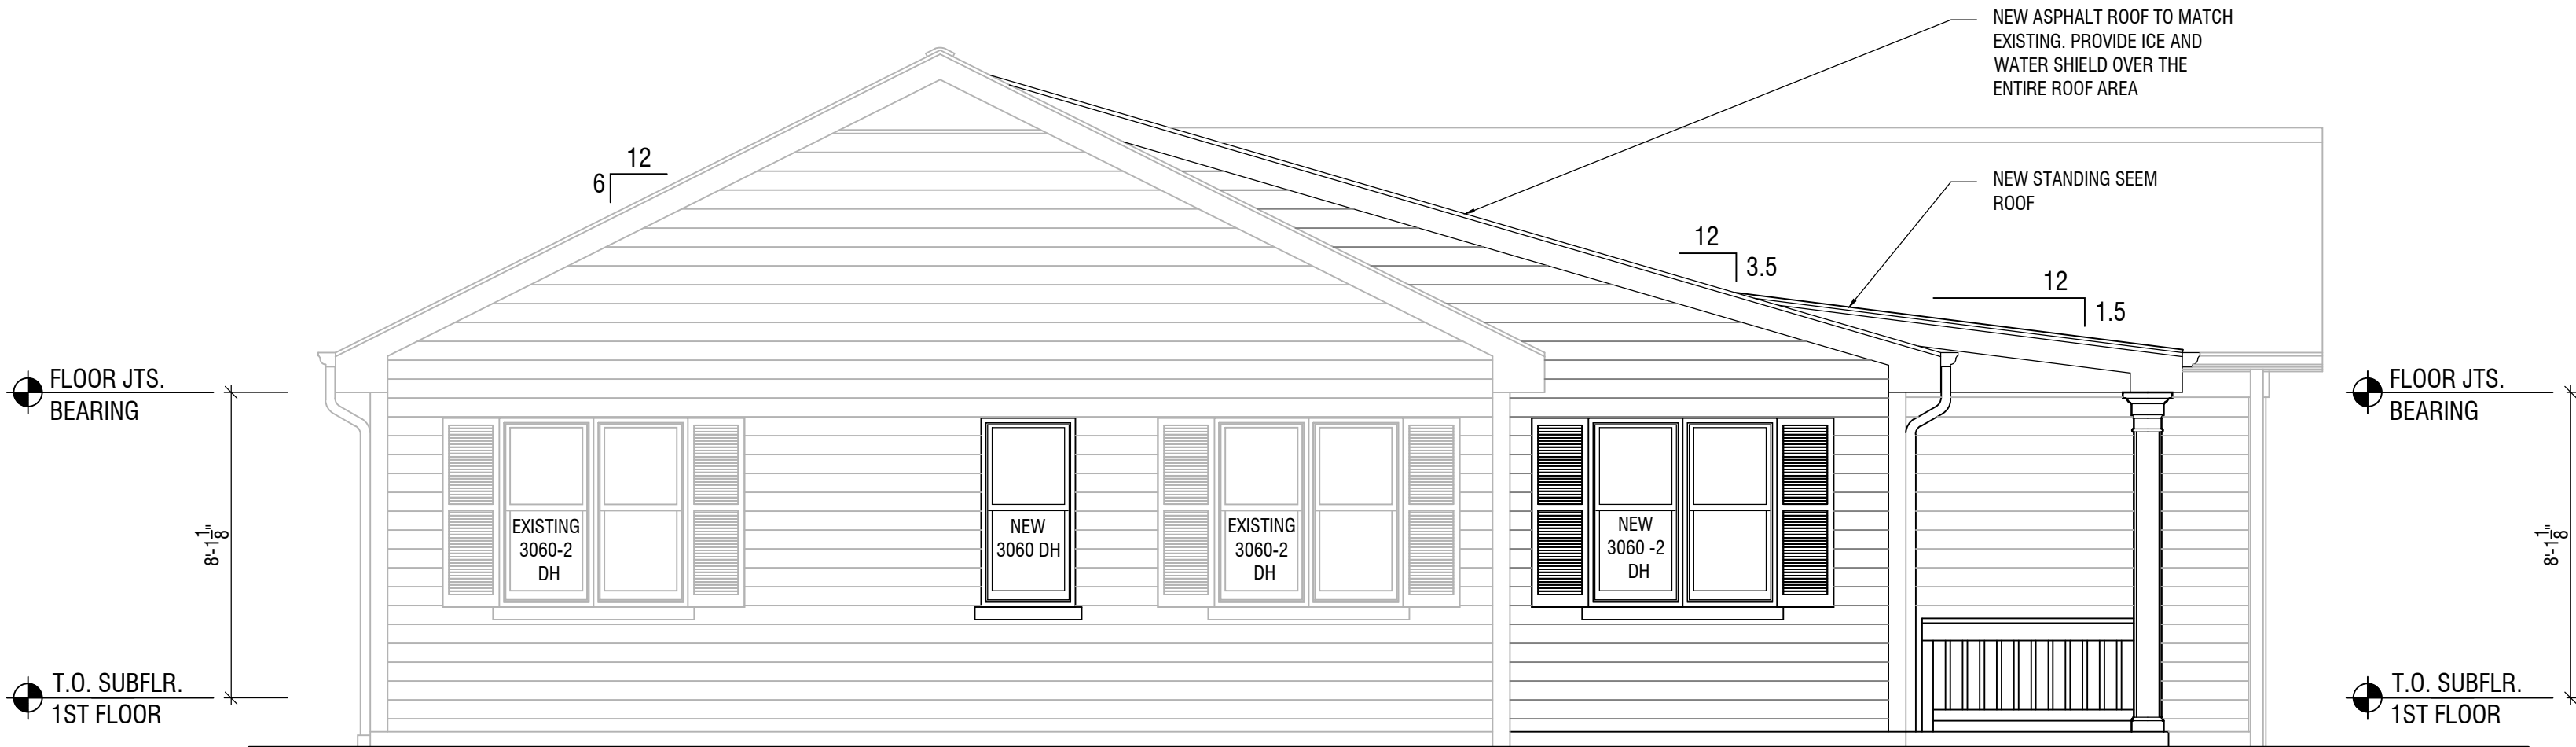 NEW ASPHALT ROOF TO MATCH
EXISTING. PROVIDE ICE AND
WATER SHIELD OVER THE
ENTIRE ROOF AREA
12
6
NEW STANDING SEEM
ROOF
12
3.5
12
1.5
FLOOR JTS.
BEARING
FLOOR JTS.
BEARING
8'-1 1/8"
8'-1 1/8"
EXISTING
3060-2
DH
NEW
3060 DH
EXISTING
3060-2
DH
NEW
3060 -2
DH
T.O. SUBFLR.
1ST FLOOR
T.O. SUBFLR.
1ST FLOOR